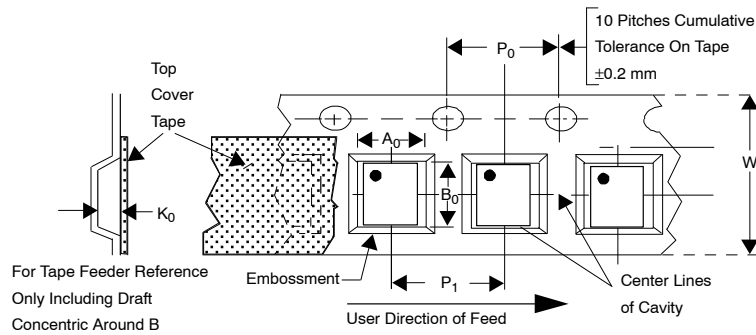 10 Pitches Cumulative
Tolerance On Tape
±0.2 mm
P0
Top
Cover
Tape
A0
B0
W
K0
For Tape Feeder Reference
Only Including Draft
Concentric Around B
Embossment
P1
Center Lines
of Cavity
User Direction of Feed